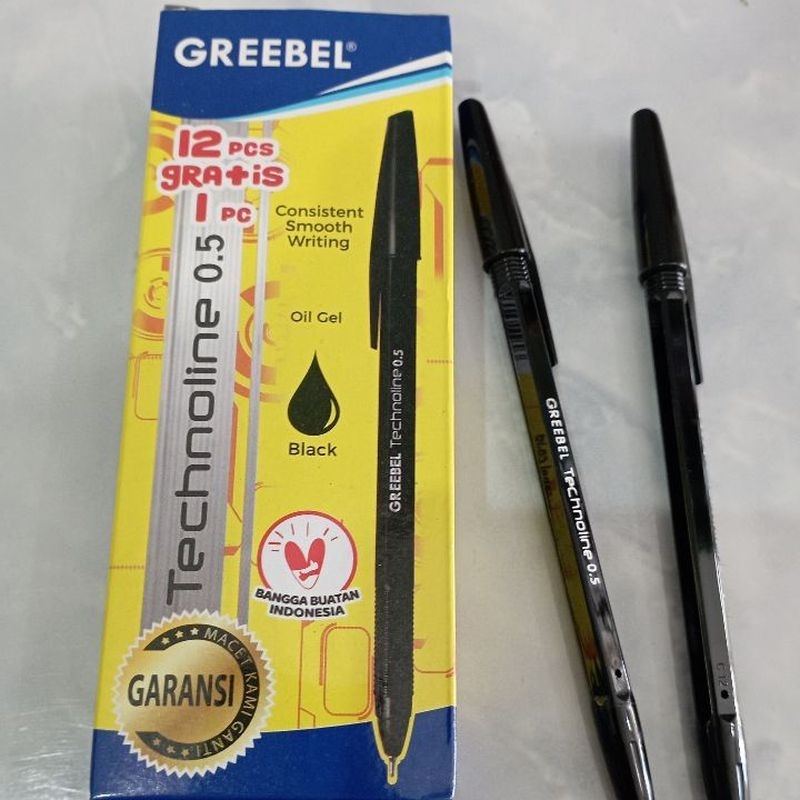 GREEBEL®
12 PCS
gratis
1 PC
Consistent
Smooth
Writing
Technoline 0.5
Oil Gel
Black
GREEBEL Technoline 0.5
BANGGA BUATAN
INDONESIA
GARANSI
MACET KAMI GANTI
GREEBEL Technoline 0.5
C 12